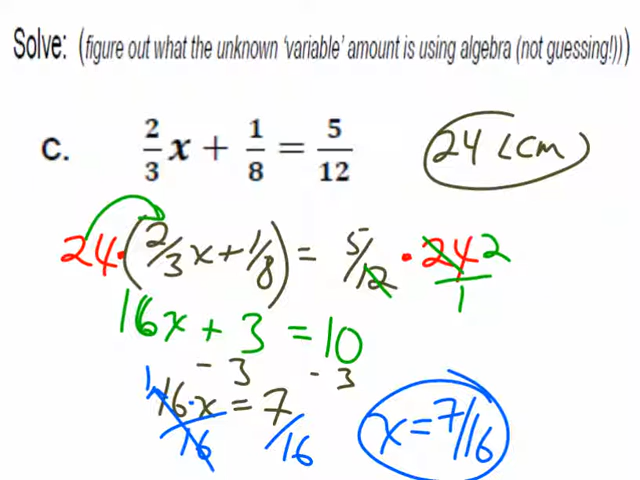 Solve: (figure out what the unknown 'variable' amount is using algebra (not guessing!))
C. 2/3 x + 1/8 = 5/12 24 LCM
24 · (2/3x + 1/8) = 5/12 · 24 2
1
16x + 3 = 10
- 3 - 3
1 16·x = 7
16 /16 x = 7/16